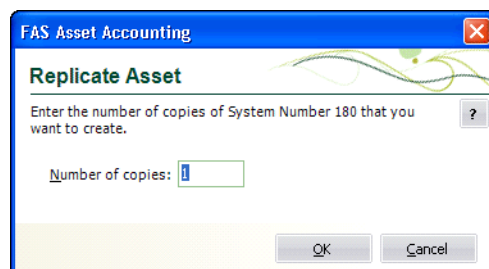 FAS Asset Accounting
Replicate Asset
Enter the number of copies of System Number 180 that you
want to create.
?
Number of copies: 1
OK
Cancel